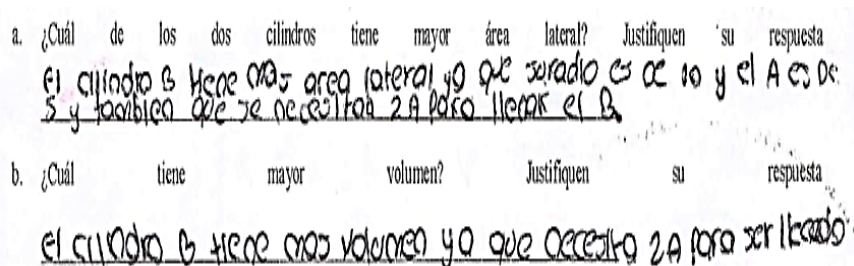 a. ¿Cuál de los dos cilindros tiene mayor área lateral? Justifiquen su respuesta
El cilindro B tiene mas area lateral ya que su radio es de 10 y el A es De
5 y tambien que se necesitan 2A para llenar el B
b. ¿Cuál tiene mayor volumen? Justifiquen su respuesta
el cilindro B tiene mas volumen ya que necesita 2A para ser llenado